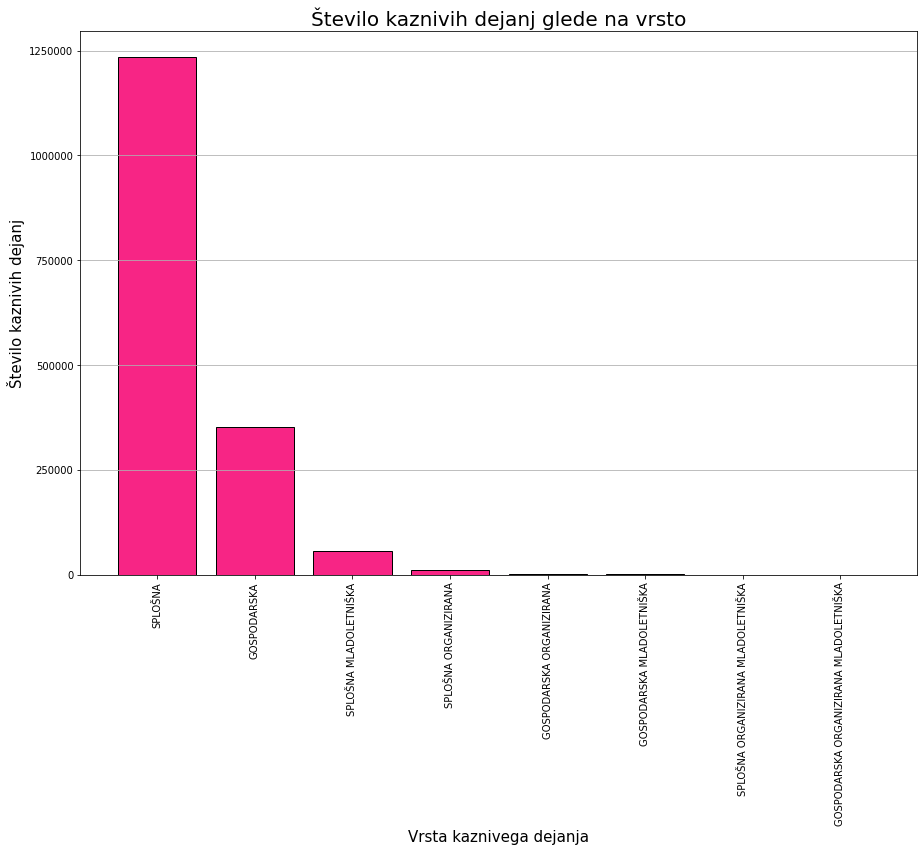 Število kaznivih dejanj glede na vrsto
Število kaznivih dejanj
1250000
1000000
750000
500000
250000
0
SPLOŠNA
GOSPODARSKA
SPLOŠNA MLADOLETNIŠKA
SPLOŠNA ORGANIZIRANA
GOSPODARSKA ORGANIZIRANA
GOSPODARSKA MLADOLETNIŠKA
SPLOŠNA ORGANIZIRANA MLADOLETNIŠKA
GOSPODARSKA ORGANIZIRANA MLADOLETNIŠKA
Vrsta kaznivega dejanja